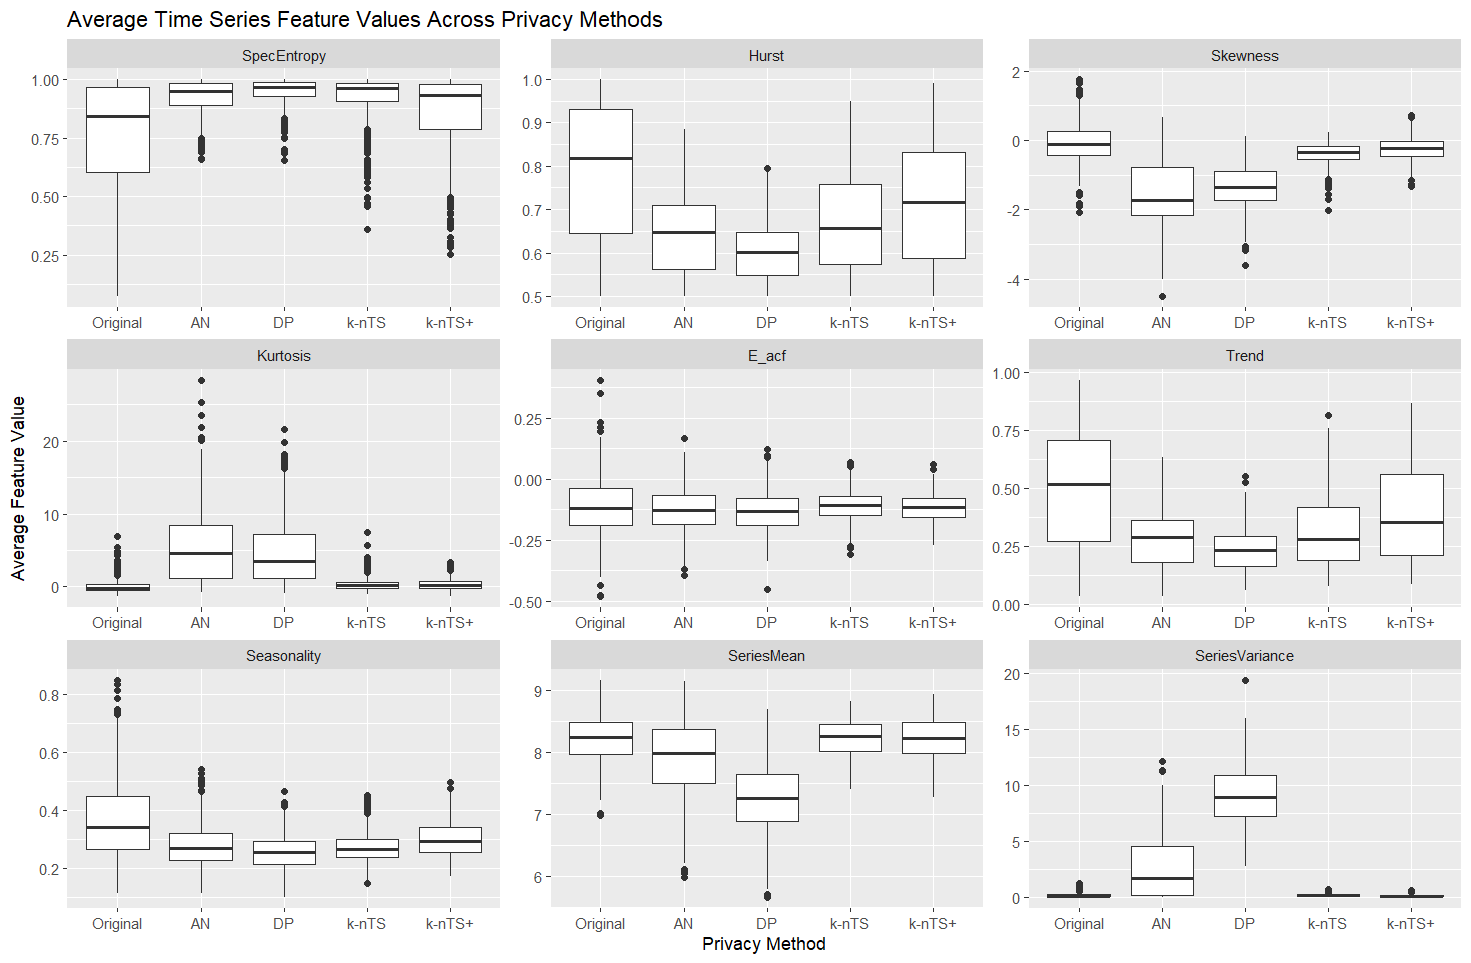 Average Time Series Feature Values Across Privacy Methods
SpecEntropy
1.00
0.75
0.50
0.25
Original AN DP k-nTS k-nTS+
Hurst
1.0
0.9
0.8
0.7
0.6
0.5
Original AN DP k-nTS k-nTS+
Skewness
2
0
-2
-4
Original AN DP k-nTS k-nTS+
Average Feature Value
Kurtosis
20
10
0
Original AN DP k-nTS k-nTS+
E_acf
0.25
0.00
-0.25
-0.50
Original AN DP k-nTS k-nTS+
Trend
1.00
0.75
0.50
0.25
0.00
Original AN DP k-nTS k-nTS+
Seasonality
0.8
0.6
0.4
0.2
Original AN DP k-nTS k-nTS+
SeriesMean
9
8
7
6
Original AN DP k-nTS k-nTS+
SeriesVariance
20
15
10
5
0
Original AN DP k-nTS k-nTS+
Privacy Method